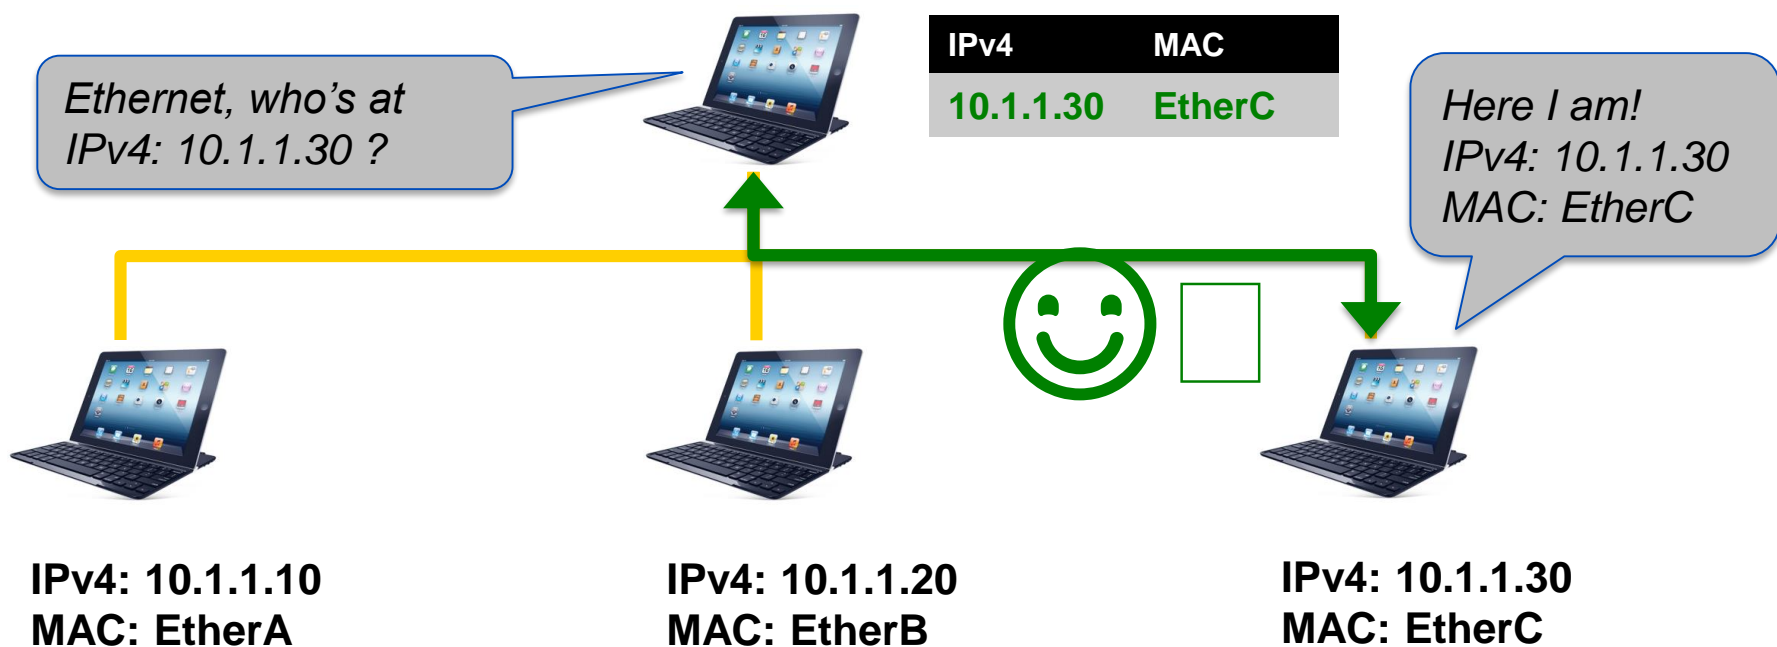 Ethernet, who's at
IPv4: 10.1.1.30 ?
IPv4 MAC
10.1.1.30 EtherC
Here I am!
IPv4: 10.1.1.30
MAC: EtherC
IPv4: 10.1.1.10
MAC: EtherA
IPv4: 10.1.1.20
MAC: EtherB
IPv4: 10.1.1.30
MAC: EtherC